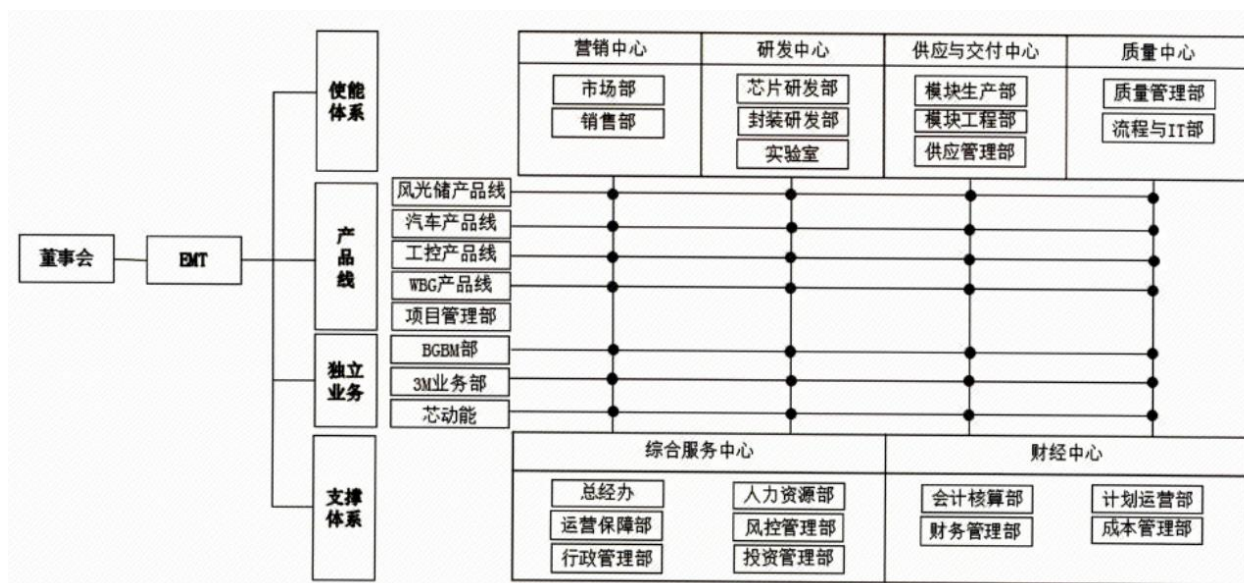 营销中心
研发中心
供应与交付中心
质量中心
使能
体系
市场部
销售部
芯片研发部
封装研发部
实验室
模块生产部
模块工程部
供应管理部
质量管理部
流程与IT部
董事会
EMT
产
品
线
风光储产品线
汽车产品线
工控产品线
WBG产品线
项目管理部
独立
业务
BGBM部
3M业务部
芯动能
支撑
体系
综合服务中心
财经中心
总经办
人力资源部
运营保障部
风控管理部
行政管理部
投资管理部
会计核算部
计划运营部
财务管理部
成本管理部